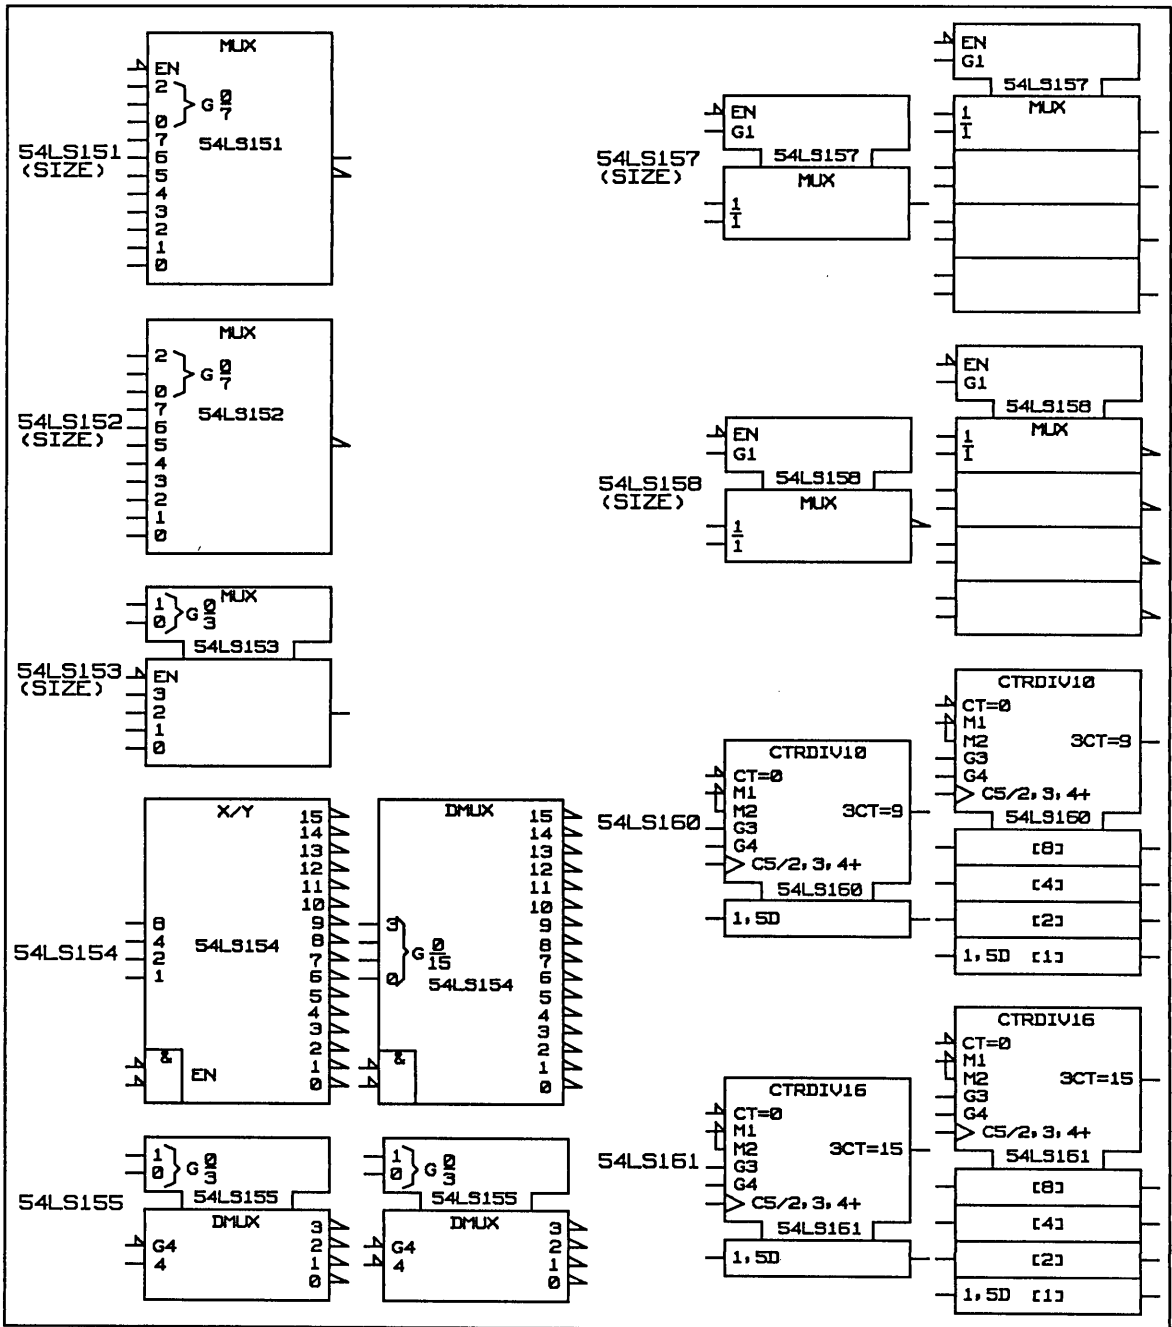 54LS151
(SIZE)
MUX
EN
2
0
G 0/7
7
6
5
4
3
2
1
0
54LS151
54LS152
(SIZE)
MUX
2
0
G 0/7
7
6
5
4
3
2
1
0
54LS152
54LS153
(SIZE)
MUX
1
0
G 0/3
54LS153
EN
3
2
1
0
54LS154
X/Y
8
4
2
1
54LS154
&
EN
15
14
13
12
11
10
9
8
7
6
5
4
3
2
1
0
DMUX
3
0
G 0/15
54LS154
&
15
14
13
12
11
10
9
8
7
6
5
4
3
2
1
0
54LS155
1
0
G 0/3
54LS155
DMUX
G4
4
3
2
1
0
1
0
G 0/3
54LS155
DMUX
G4
4
3
2
1
0
54LS157
(SIZE)
EN
G1
54LS157
MUX
1
1
EN
G1
54LS157
MUX
1
1
54LS158
(SIZE)
EN
G1
54LS158
MUX
1
1
EN
G1
54LS158
MUX
1
1
54LS160
CTRDIV10
CT=0
M1
M2
3CT=9
G3
G4
C5/2,3,4+
54LS160
1,5D
CTRDIV10
CT=0
M1
M2
3CT=9
G3
G4
C5/2,3,4+
54LS160
[8]
[4]
[2]
1,5D [1]
54LS161
CTRDIV16
CT=0
M1
M2
3CT=15
G3
G4
C5/2,3,4+
54LS161
1,5D
CTRDIV16
CT=0
M1
M2
3CT=15
G3
G4
C5/2,3,4+
54LS161
[8]
[4]
[2]
1,5D [1]